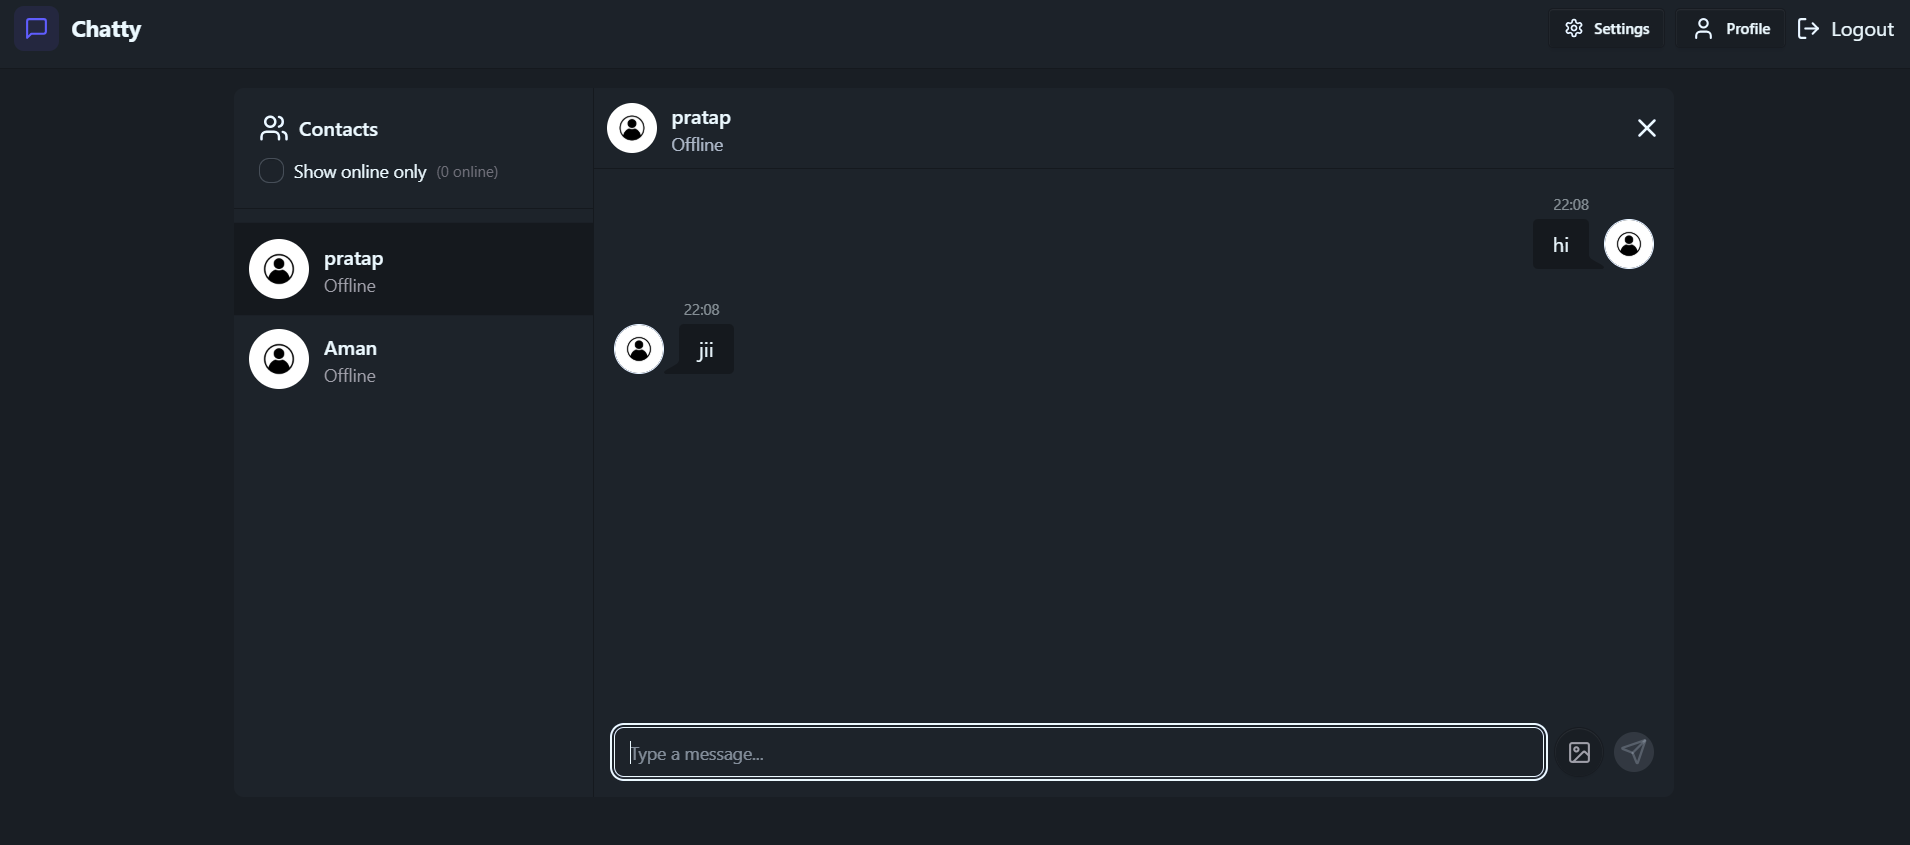 Chatty
Settings
Profile
Logout
Contacts
Show online only (0 online)
pratap
Offline
Aman
Offline
pratap
Offline
22:08
hi
22:08
jii
Type a message...